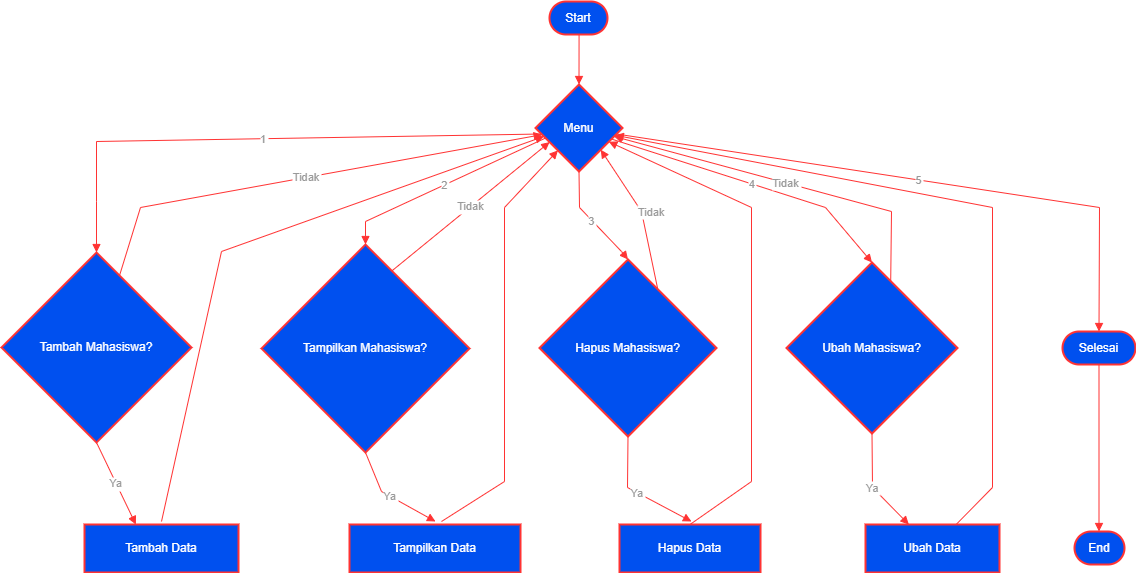 Start
Menu
1
Tidak
2
Tidak
3
Tidak
4
Tidak
5
Tambah Mahasiswa?
Tampilkan Mahasiswa?
Hapus Mahasiswa?
Ubah Mahasiswa?
Selesai
Ya
Ya
Ya
Ya
Tambah Data
Tampilkan Data
Hapus Data
Ubah Data
End